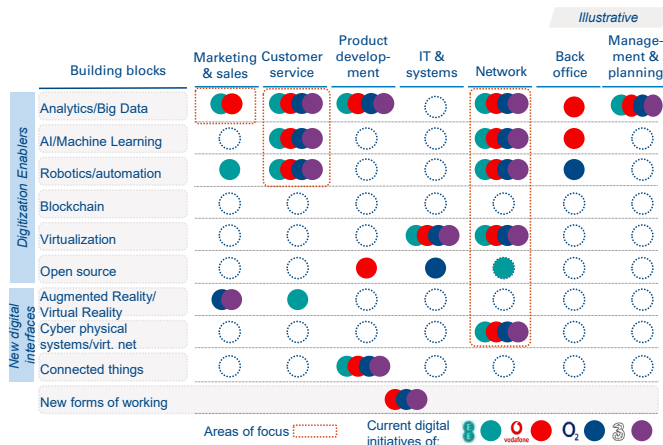 Illustrative
Building blocks
Marketing
& sales
Customer
service
Product
develop-
ment
IT &
systems
Network
Back
office
Manage-
ment &
planning
Digitization Enablers
Analytics/Big Data
AI/Machine Learning
Robotics/automation
Blockchain
Virtualization
Open source
New digital
interfaces
Augmented Reality/
Virtual Reality
Cyber physical
systems/virt. net
Connected things
New forms of working
Areas of focus
Current digital
initiatives of:
EE
vodafone
O2
3